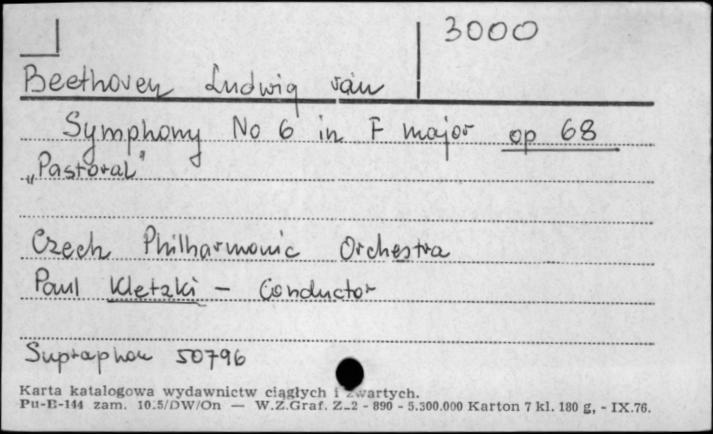 3000
Beethoven Ludwig van
Symphony No 6 in F major op 68
„Pastoral"
Czech Philharmonic Orchestra
Paul Kletzki - Conductor
Supraphon 50796
Karta katalogowa wydawnictw ciągłych i zwartych.
Pu-E-144 zam. 10.5/DW/On — W.Z.Graf. Z-2 - 890 - 5.300.000 Karton 7 kl. 180 g, - IX.76.